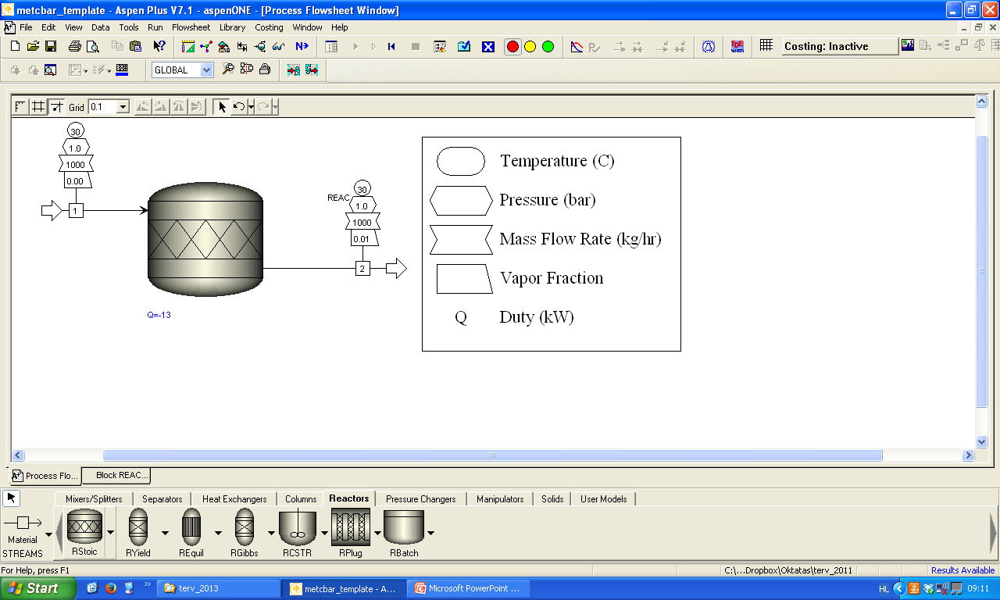 metcbar_template - Aspen Plus V7.1 - aspenONE - [Process Flowsheet Window]
File Edit View Data Tools Run Flowsheet Library Costing Window Help
N»
Costing: Inactive
GLOBAL
Grid 0.1
30
1.0
1000
0.00
1
REAC
30
1.0
1000
0.01
2
Q=-13
Temperature (C)
Pressure (bar)
Mass Flow Rate (kg/hr)
Vapor Fraction
Q Duty (kW)
Process Flo... Block REAC...
Mixers/Splitters Separators Heat Exchangers Columns Reactors Pressure Changers Manipulators Solids User Models
Material
STREAMS
RStoic RYield REquil RGibbs RCSTR RPlug RBatch
For Help, press F1 C:\...Dropbox\Oktatas\terv_2011 Results Available
Start terv_2013 metcbar_template - A... Microsoft PowerPoint ... HL 09:11